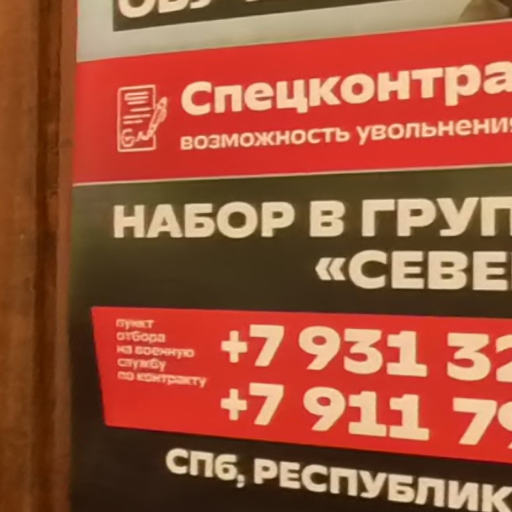 Спецконтра
возможность увольнения
НАБОР В ГРУП
«СЕВЕ
пункт
отбора
на военную
службу
по контракту
+7 931 32
+7 911 79
СПб, РЕСПУБЛИК